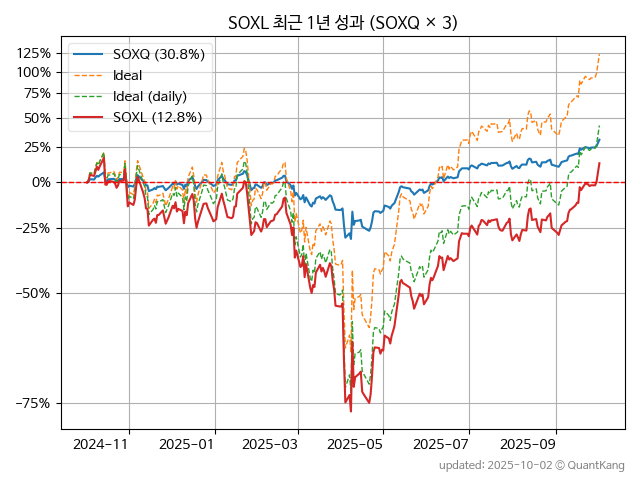 SOXL 최근 1년 성과 (SOXQ × 3)
SOXQ (30.8%)
Ideal
Ideal (daily)
SOXL (12.8%)
125%
100%
75%
50%
25%
0%
−25%
−50%
−75%
2024−11
2025−01
2025−03
2025−05
2025−07
2025−09
updated: 2025-10-02 © QuantKang